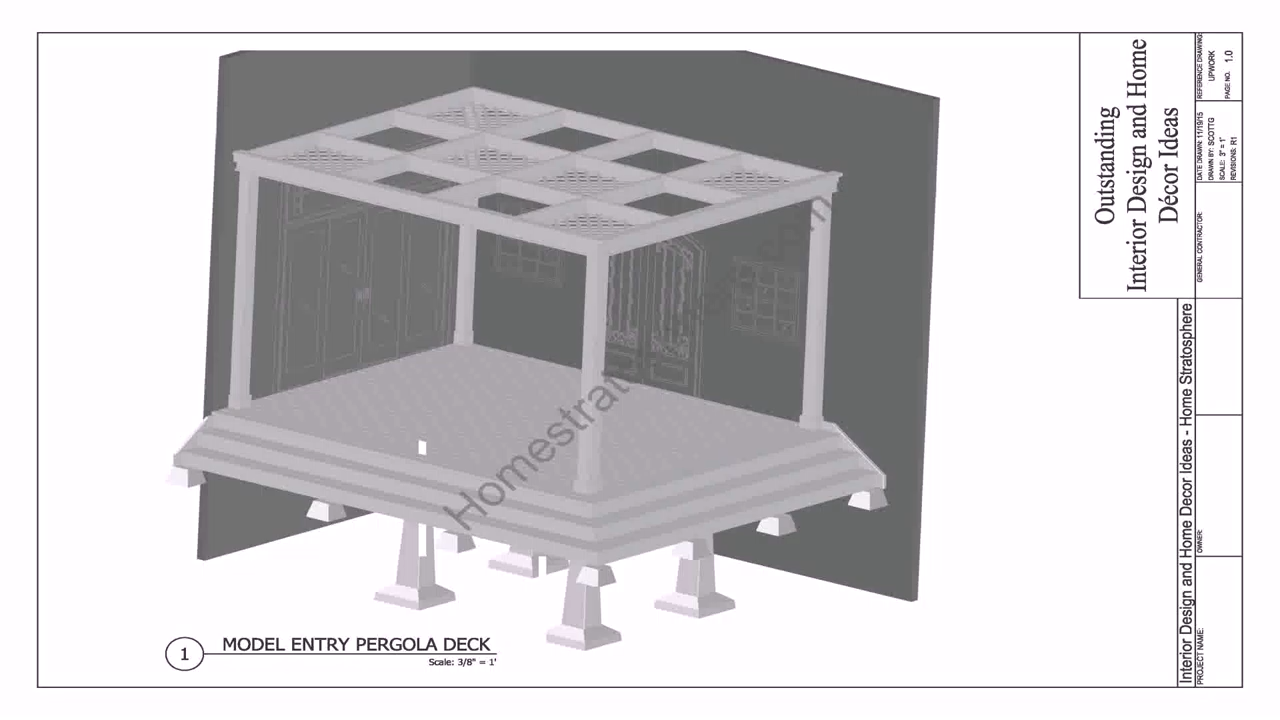 Outstanding
Interior Design and Home
Décor Ideas
REFERENCE DRAWING:
UPWORK
PAGE NO. 1.0
DATE DRAWN: 11/19/15
DRAWN BY: SCOTTG
SCALE: 3" = 1'
REVISIONS: R1
GENERAL CONTRACTOR:
OWNER:
Interior Design and Home Decor Ideas - Home Stratosphere
PROJECT NAME:
1
MODEL ENTRY PERGOLA DECK
Scale: 3/8" = 1'